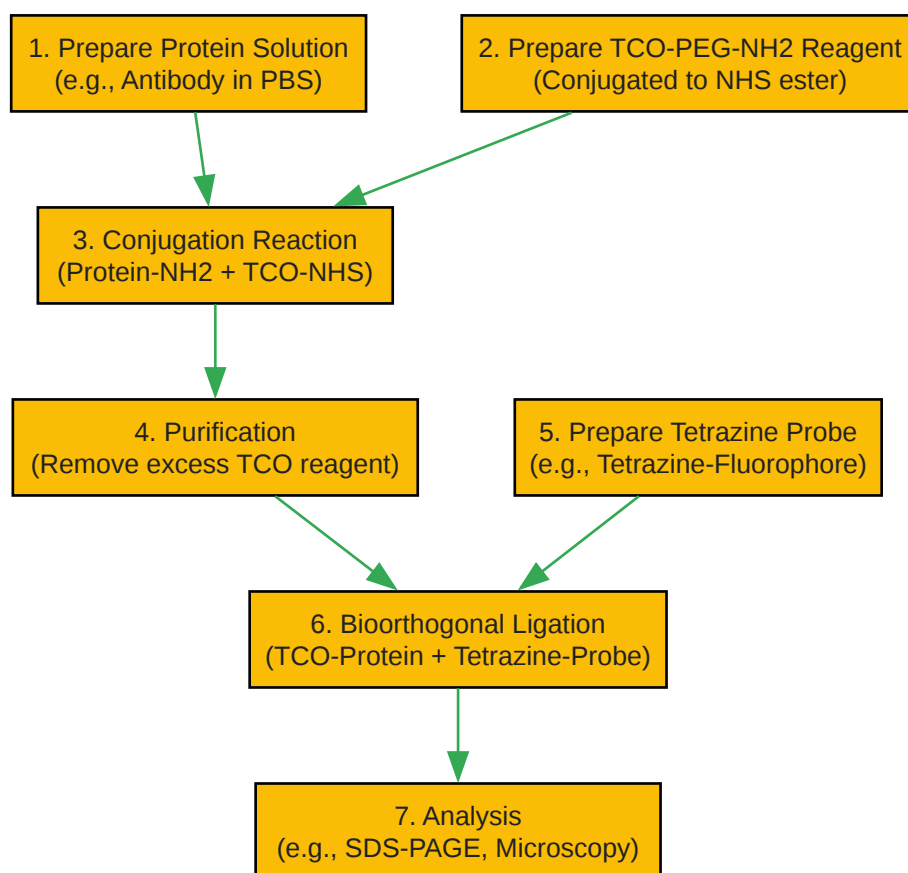 1. Prepare Protein Solution
(e.g., Antibody in PBS)
2. Prepare TCO-PEG-NH2 Reagent
(Conjugated to NHS ester)
3. Conjugation Reaction
(Protein-NH2 + TCO-NHS)
4. Purification
(Remove excess TCO reagent)
5. Prepare Tetrazine Probe
(e.g., Tetrazine-Fluorophore)
6. Bioorthogonal Ligation
(TCO-Protein + Tetrazine-Probe)
7. Analysis
(e.g., SDS-PAGE, Microscopy)